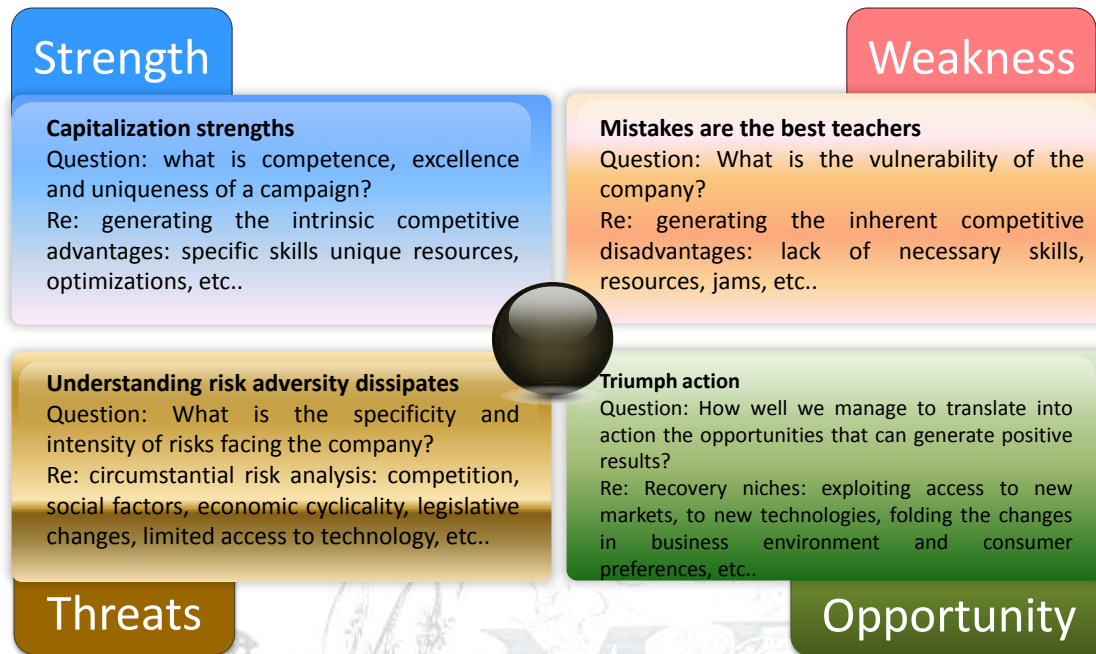 Strength
Capitalization strengths
Question: what is competence, excellence
and uniqueness of a campaign?
Re: generating the intrinsic competitive
advantages: specific skills unique resources,
optimizations, etc..
Weakness
Mistakes are the best teachers
Question: What is the vulnerability of the
company?
Re: generating the inherent competitive
disadvantages: lack of necessary skills,
resources, jams, etc..
Understanding risk adversity dissipates
Question: What is the specificity and
intensity of risks facing the company?
Re: circumstantial risk analysis: competition,
social factors, economic cyclicality, legislative
changes, limited access to technology, etc..
Threats
Triumph action
Question: How well we manage to translate into
action the opportunities that can generate positive
results?
Re: Recovery niches: exploiting access to new
markets, to new technologies, folding the changes
in business environment and consumer
preferences, etc..
Opportunity